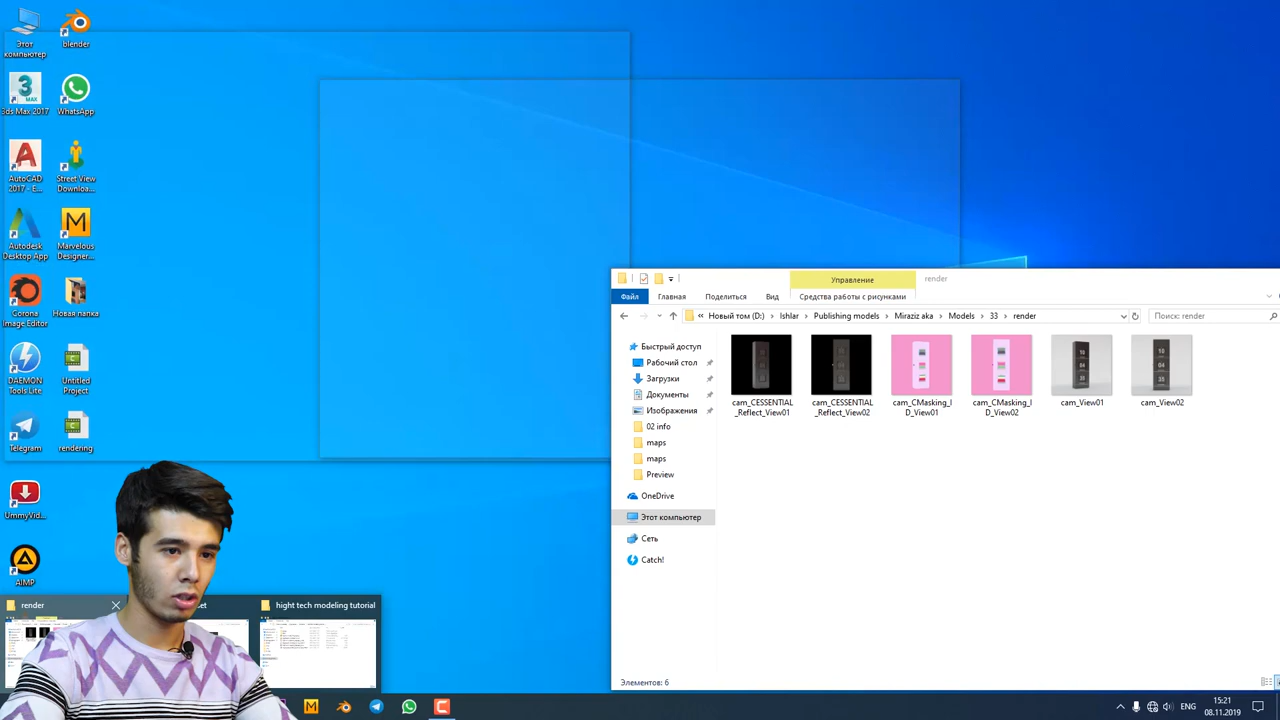 Этот
компьютер
blender
3ds Max 2017
WhatsApp
AutoCAD
2017 - E...
Street View
Downloa...
Autodesk
Desktop App
Marvelous
Designer...
Corona
Image Editor
Новая папка
DAEMON
Tools Lite
Untitled
Project
Telegram
rendering
UmmyVid...
AIMP
render
hight tech modeling tutorial
Управление
render
Файл
Главная
Поделиться
Вид
Средства работы с рисунками
« Новый том (D:) › Ishlar › Publishing models › Miraziz aka › Models › 33 › render
Поиск: render
Быстрый доступ
Рабочий стол
Загрузки
Документы
Изображения
02 info
maps
maps
Preview
OneDrive
Этот компьютер
Сеть
Catch!
cam_CESSENTIAL
_Reflect_View01
cam_CESSENTIAL
_Reflect_View02
cam_CMasking_I
D_View01
cam_CMasking_I
D_View02
cam_View01
cam_View02
Элементов: 6
ENG
15:21
08.11.2019